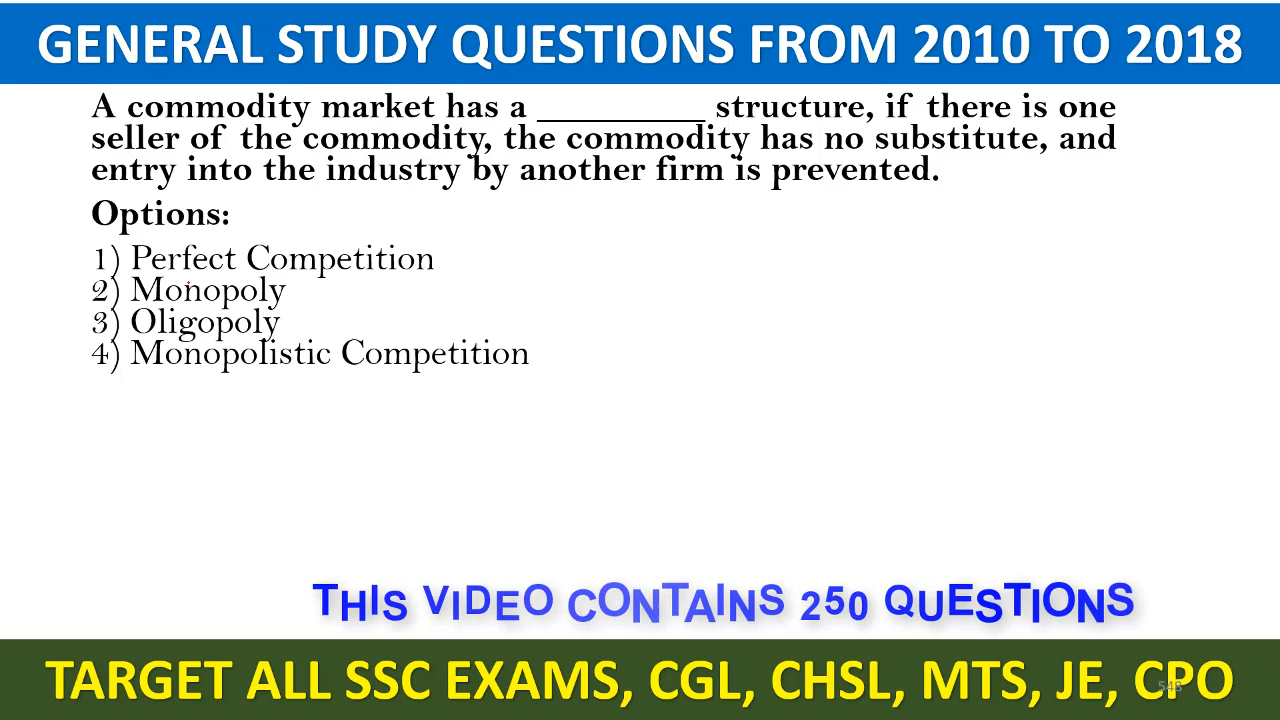 GENERAL STUDY QUESTIONS FROM 2010 TO 2018
A commodity market has a __________ structure, if there is one
seller of the commodity, the commodity has no substitute, and
entry into the industry by another firm is prevented.
Options:
1) Perfect Competition
2) Monopoly
3) Oligopoly
4) Monopolistic Competition
THIS VIDEO CONTAINS 250 QUESTIONS
TARGET ALL SSC EXAMS, CGL, CHSL, MTS, JE, CPO